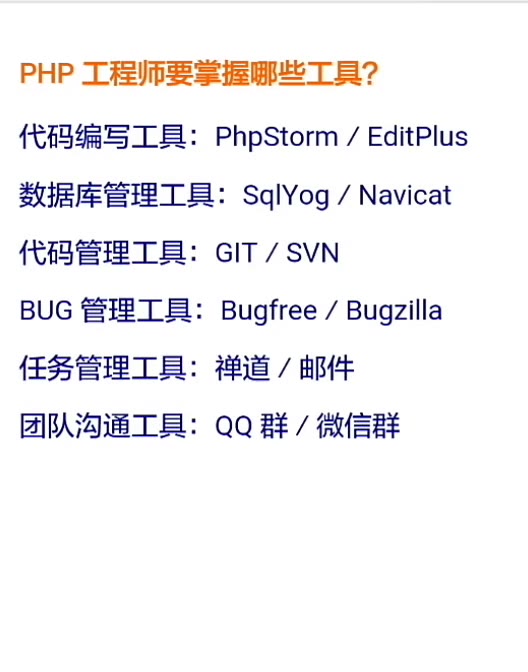 PHP 工程师要掌握哪些工具?
代码编写工具：PhpStorm / EditPlus
数据库管理工具：SqlYog / Navicat
代码管理工具：GIT / SVN
BUG 管理工具：Bugfree / Bugzilla
任务管理工具：禅道 / 邮件
团队沟通工具：QQ 群 / 微信群